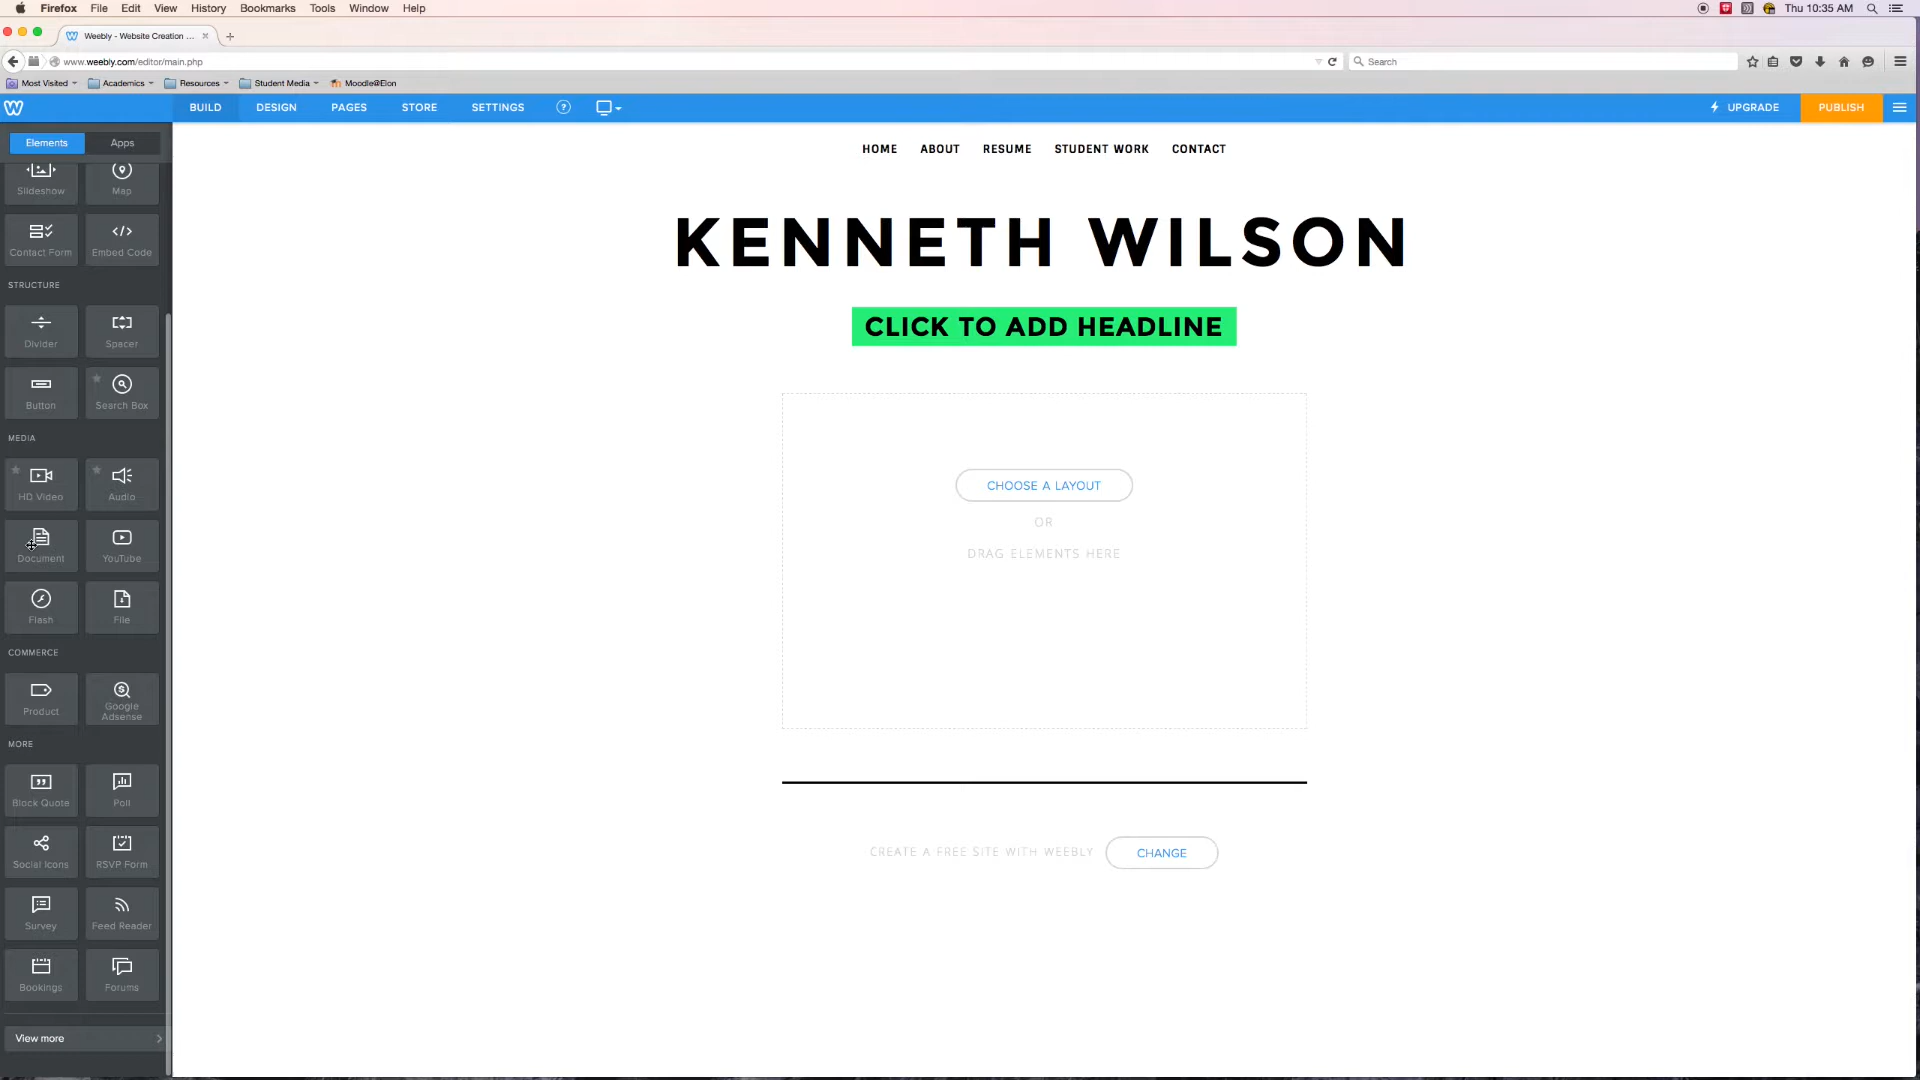 Firefox File Edit View History Bookmarks Tools Window Help Thu 10:35 AM
Weebly - Website Creation ...
www.weebly.com/editor/main.php Search
Most Visited Academics Resources Student Media Moodle@Elon
BUILD DESIGN PAGES STORE SETTINGS ? UPGRADE PUBLISH
Elements Apps
Slideshow Map
Contact Form Embed Code
STRUCTURE
Divider Spacer
Button Search Box
MEDIA
HD Video Audio
Document YouTube
Flash File
COMMERCE
Product Google Adsense
MORE
Block Quote Poll
Social Icons RSVP Form
Survey Feed Reader
Bookings Forums
View more
HOME ABOUT RESUME STUDENT WORK CONTACT
KENNETH WILSON
CLICK TO ADD HEADLINE
CHOOSE A LAYOUT
OR
DRAG ELEMENTS HERE
CREATE A FREE SITE WITH WEEBLY CHANGE